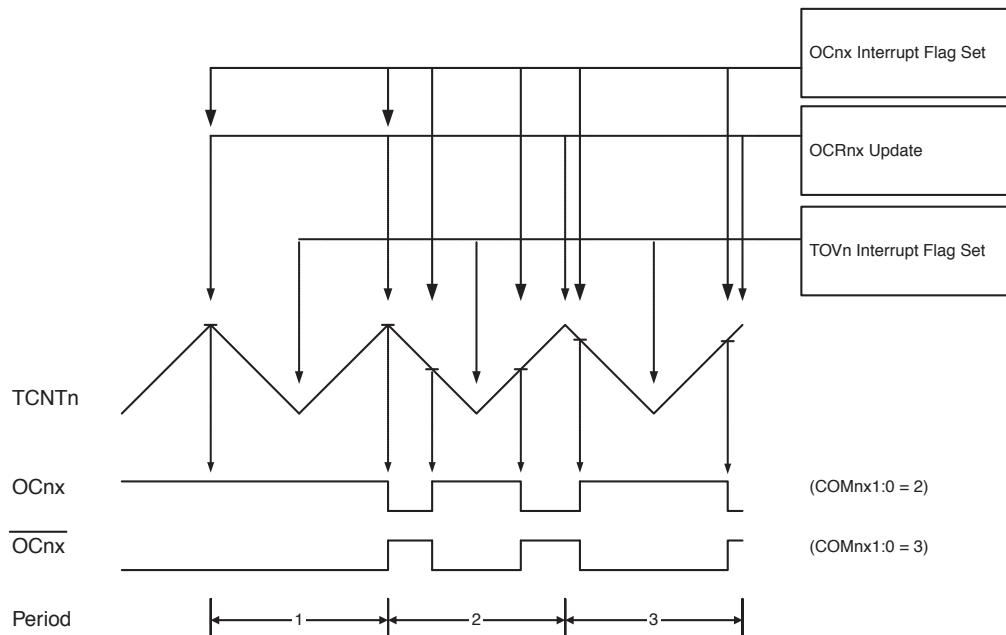 OCnx Interrupt Flag Set
OCRnx Update
TOVn Interrupt Flag Set
TCNTn
OCnx
(COMnx1:0 = 2)
OCnx
(COMnx1:0 = 3)
Period
1
2
3